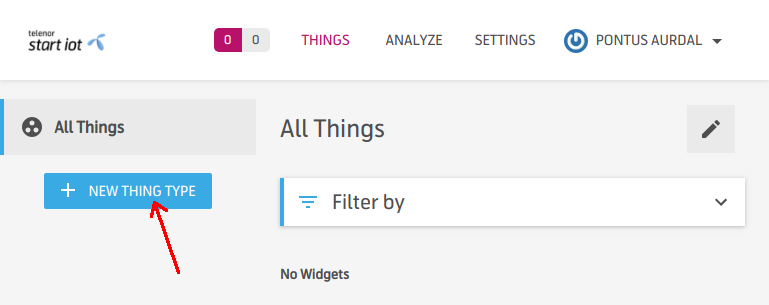 telenor
start iot
0 0 THINGS ANALYZE SETTINGS PONTUS AURDAL
All Things
NEW THING TYPE
All Things
Filter by
No Widgets